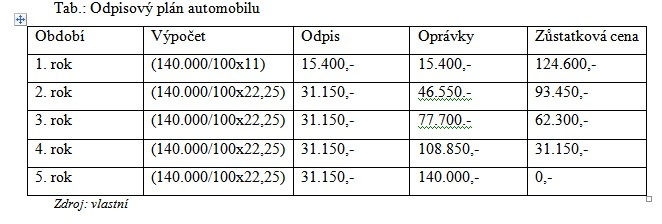 Tab.: Odpisový plán automobilu
Období Výpočet Odpis Oprávky Zůstatková cena
1. rok (140.000/100x11) 15.400,- 15.400,- 124.600,-
2. rok (140.000/100x22,25) 31.150,- 46.550.- 93.450,-
3. rok (140.000/100x22,25) 31.150,- 77.700.- 62.300,-
4. rok (140.000/100x22,25) 31.150,- 108.850,- 31.150,-
5. rok (140.000/100x22,25) 31.150,- 140.000,- 0,-
Zdroj: vlastní